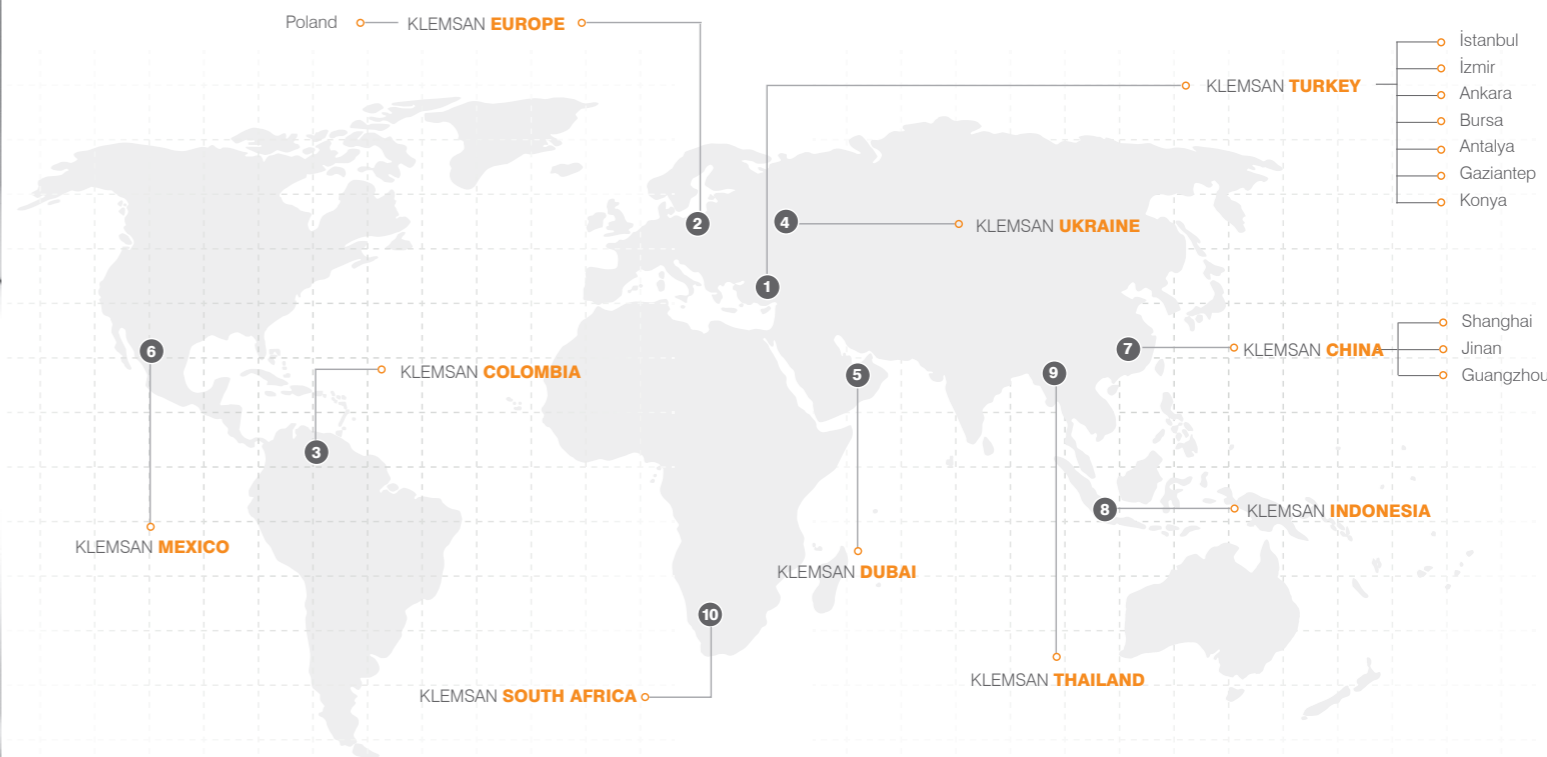 Poland
KLEMSAN EUROPE
İstanbul
İzmir
KLEMSAN TURKEY
Ankara
Bursa
Antalya
Gaziantep
Konya
2
4
KLEMSAN UKRAINE
1
Shanghai
6
7
KLEMSAN CHINA
Jinan
KLEMSAN COLOMBIA
5
9
Guangzhou
3
8
KLEMSAN INDONESIA
KLEMSAN MEXICO
KLEMSAN DUBAI
10
KLEMSAN THAILAND
KLEMSAN SOUTH AFRICA